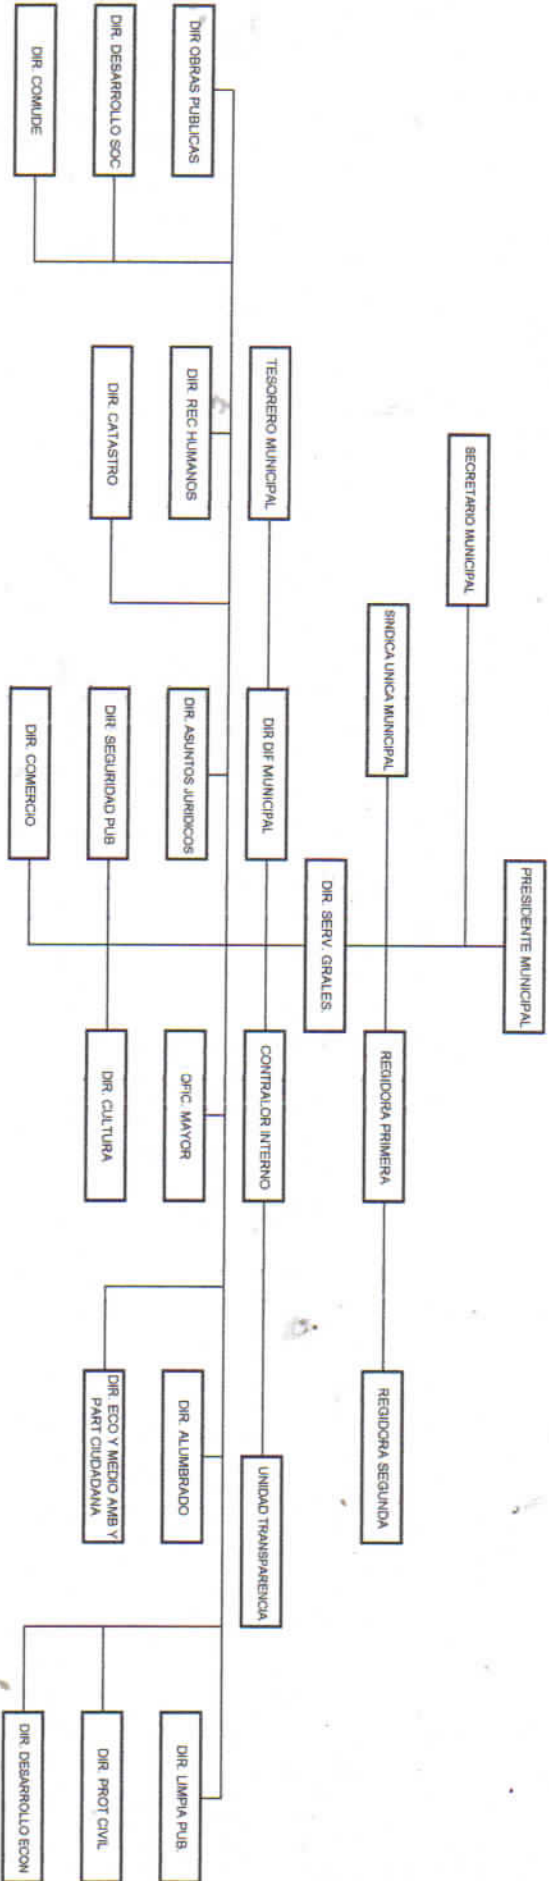 PRESIDENTE MUNICIPAL
SECRETARIO MUNICIPAL
SINDICA UNICA MUNICIPAL
REGIDORA PRIMERA
REGIDORA SEGUNDA
DIR. SERV. GRALES.
TESORERO MUNICIPAL
DIR DIF MUNICIPAL
CONTRALOR INTERNO
UNIDAD TRANSPARENCIA
DIR OBRAS PUBLICAS
DIR. REC HUMANOS
DIR. ASUNTOS JURIDICOS
OFIC. MAYOR
DIR. ALUMBRADO
DIR. LIMPIA PUB.
DIR. DESARROLLO SOC
DIR. CATASTRO
DIR. SEGURIDAD PUB
DIR. CULTURA
DIR. ECO Y MEDIO AMB Y
PART CIUDADANA
DIR. PROT CIVIL
DIR. COMUDE
DIR. COMERCIO
DIR. DESARROLLO ECON